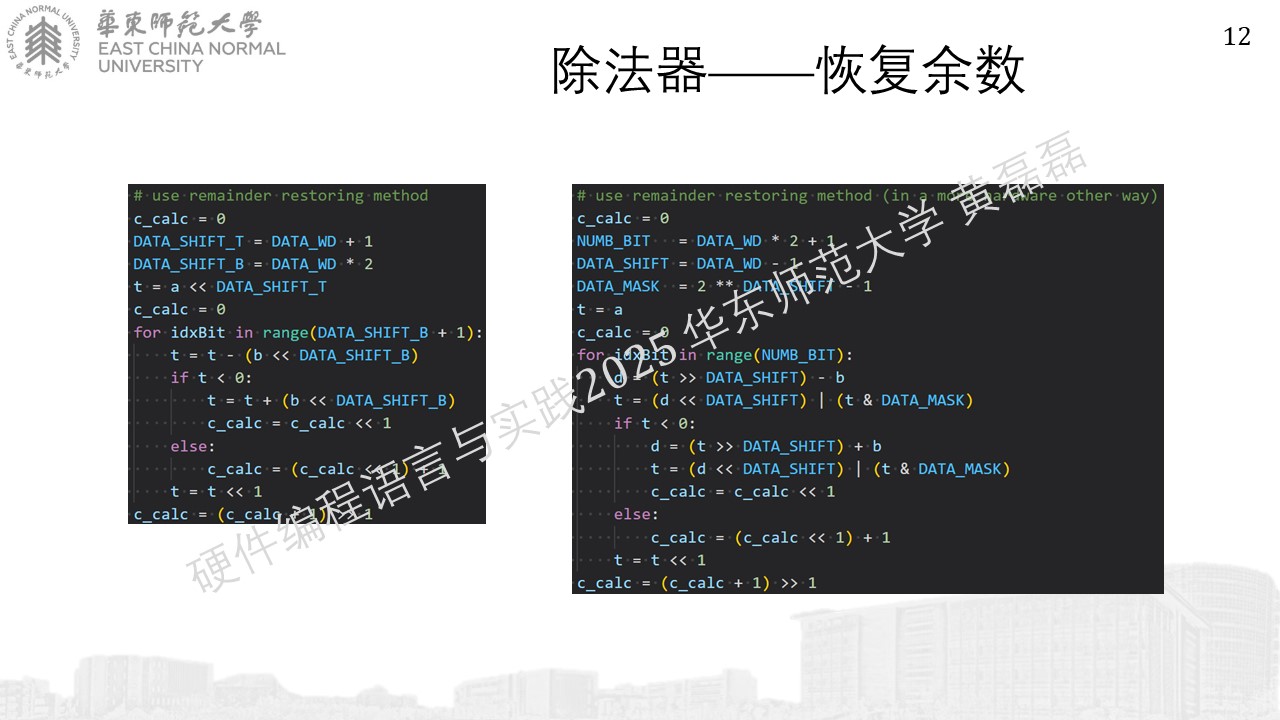 華東師範大學
EAST CHINA NORMAL UNIVERSITY
EAST CHINA NORMAL
UNIVERSITY
12
除法器——恢复余数
# use remainder restoring method
c_calc = 0
DATA_SHIFT_T = DATA_WD + 1
DATA_SHIFT_B = DATA_WD * 2
t = a << DATA_SHIFT_T
c_calc = 0
for idxBit in range(DATA_SHIFT_B + 1):
    t = t - (b << DATA_SHIFT_B)
    if t < 0:
        t = t + (b << DATA_SHIFT_B)
        c_calc = c_calc << 1
    else:
        c_calc = (c_calc << 1) + 1
    t = t << 1
c_calc = (c_calc + 1) >> 1
# use remainder restoring method (in a more hardware other way)
c_calc = 0
NUMB_BIT   = DATA_WD * 2 + 1
DATA_SHIFT = DATA_WD - 1
DATA_MASK  = 2 ** DATA_SHIFT - 1
t = a
c_calc = 0
for idxBit in range(NUMB_BIT):
    d = (t >> DATA_SHIFT) - b
    t = (d << DATA_SHIFT) | (t & DATA_MASK)
    if t < 0:
        d = (t >> DATA_SHIFT) + b
        t = (d << DATA_SHIFT) | (t & DATA_MASK)
        c_calc = c_calc << 1
    else:
        c_calc = (c_calc << 1) + 1
    t = t << 1
c_calc = (c_calc + 1) >> 1
硬件编程语言与实践2025 华东师范大学 黄磊磊